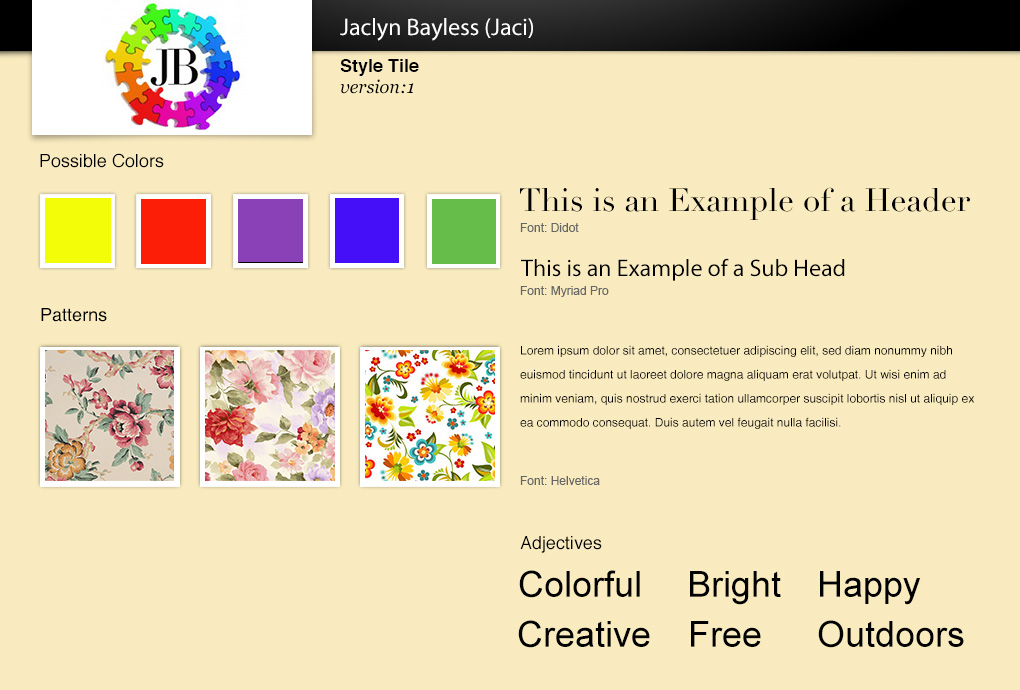 JB
Jaclyn Bayless (Jaci)
Style Tile
version:1
Possible Colors
Patterns
This is an Example of a Header
Font: Didot
This is an Example of a Sub Head
Font: Myriad Pro
Lorem ipsum dolor sit amet, consectetuer adipiscing elit, sed diam nonummy nibh
euismod tincidunt ut laoreet dolore magna aliquam erat volutpat. Ut wisi enim ad
minim veniam, quis nostrud exerci tation ullamcorper suscipit lobortis nisl ut aliquip ex
ea commodo consequat. Duis autem vel feugait nulla facilisi.
Font: Helvetica
Adjectives
Colorful Bright Happy
Creative Free Outdoors